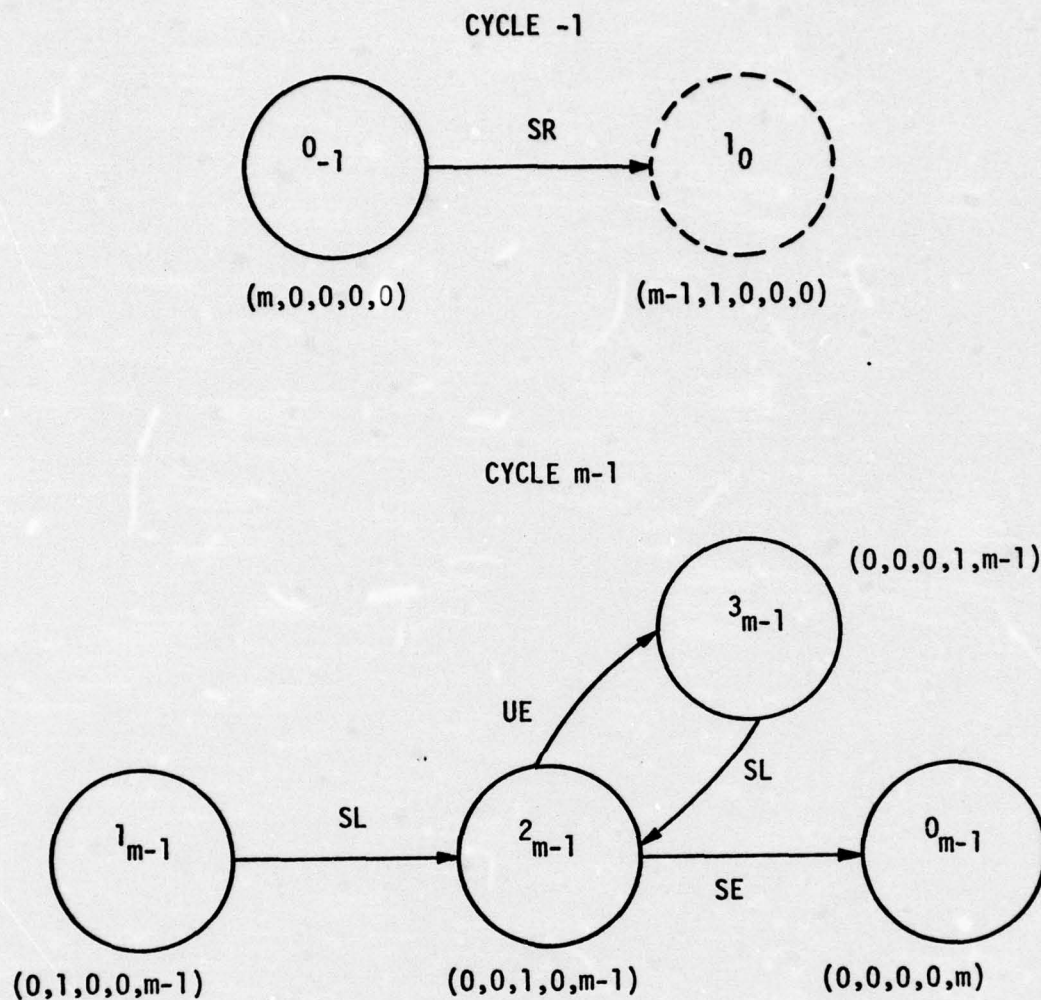 CYCLE -1
SR
0-1
10
(m,0,0,0,0)
(m-1,1,0,0,0)
CYCLE m-1
(0,0,0,1,m-1)
3m-1
UE
SL
SL
1m-1
2m-1
0m-1
SE
(0,1,0,0,m-1)
(0,0,1,0,m-1)
(0,0,0,0,m)